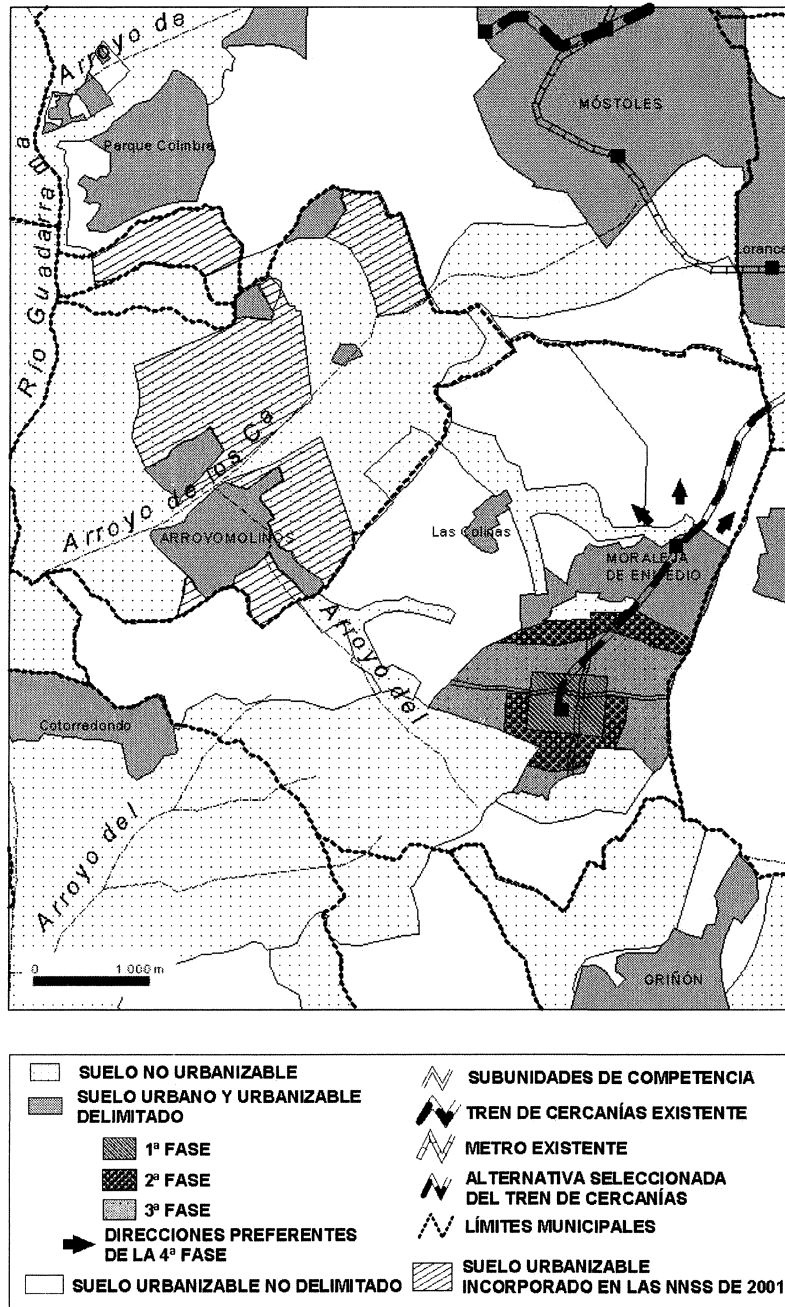 Arroyo de
MÓSTOLES
Parque Coimbra
Río Guadarra
a
Arroyo de los Ca
ARROYOMOLINOS
Las Colinas
MORALEJA
DE ENMEDIO
Arroyo del
Cotorredondo
Arroyo del
0 1 000 m
GRIÑÓN
SUELO NO URBANIZABLE
SUELO URBANO Y URBANIZABLE
DELIMITADO
1ª FASE
2ª FASE
3ª FASE
DIRECCIONES PREFERENTES
DE LA 4ª FASE
SUELO URBANIZABLE NO DELIMITADO
SUBUNIDADES DE COMPETENCIA
TREN DE CERCANÍAS EXISTENTE
METRO EXISTENTE
ALTERNATIVA SELECCIONADA
DEL TREN DE CERCANÍAS
LÍMITES MUNICIPALES
SUELO URBANIZABLE
INCORPORADO EN LAS NNSS DE 2001